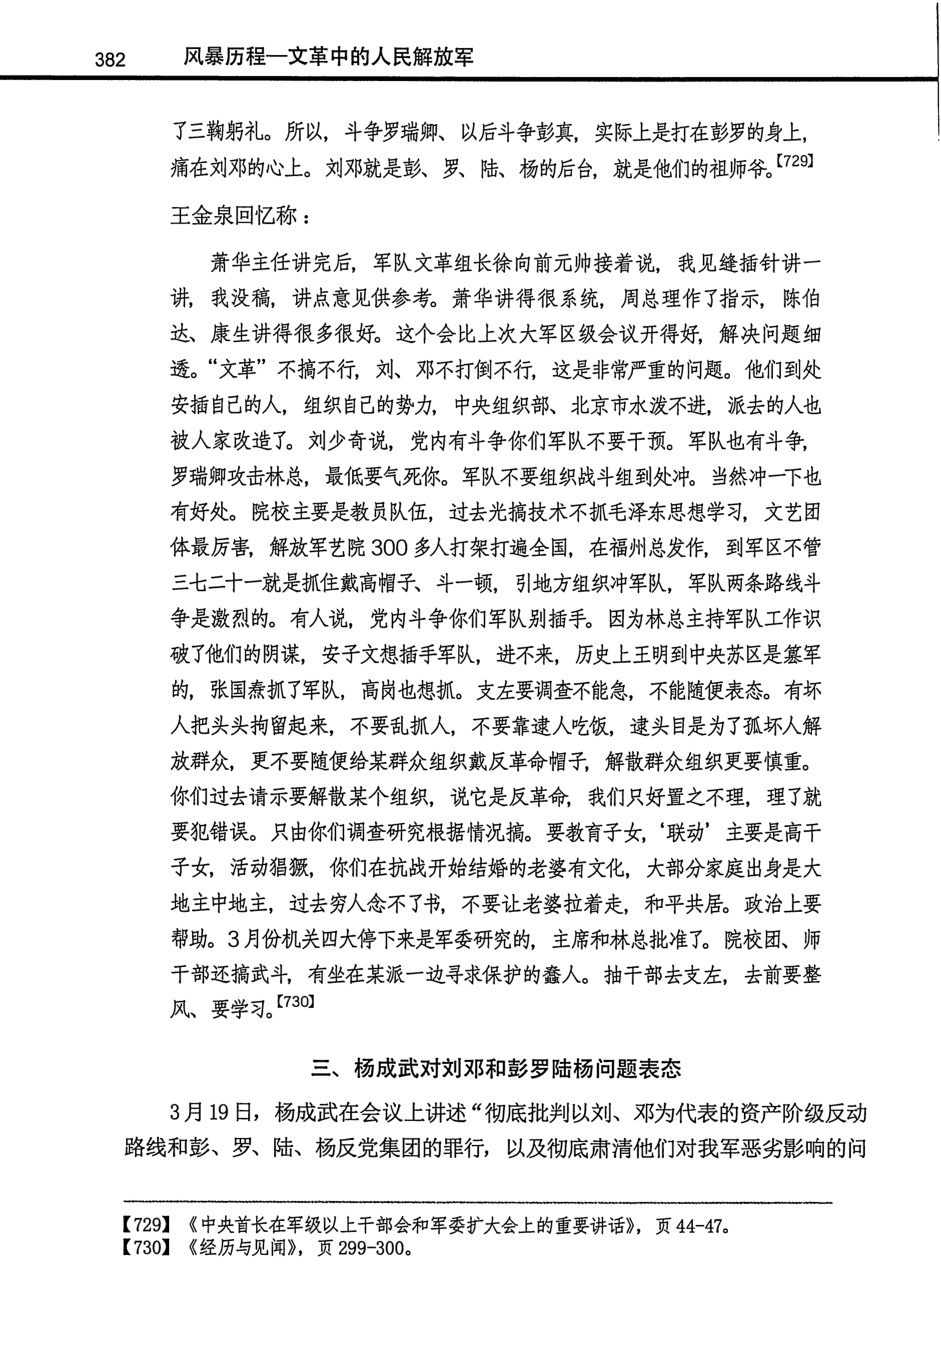 382 风暴历程—文革中的人民解放军
了三鞠躬礼。所以，斗争罗瑞卿、以后斗争彭真，实际上是打在彭罗的身上，
痛在刘邓的心上。刘邓就是彭、罗、陆、杨的后台，就是他们的祖师爷。【729】
王金泉回忆称：
萧华主任讲完后，军队文革组长徐向前元帅接着说，我见缝插针讲一
讲，我没稿，讲点意见供参考。萧华讲得很系统，周总理作了指示，陈伯
达、康生讲得很多很好。这个会比上次大军区级会议开得好，解决问题细
透。“文革”不搞不行，刘、邓不打倒不行，这是非常严重的问题。他们到处
安插自己的人，组织自己的势力，中央组织部、北京市水泼不进，派去的人也
被人家改造了。刘少奇说，党内有斗争你们军队不要干预。军队也有斗争，
罗瑞卿攻击林总，最低要气死你。军队不要组织战斗组到处冲。当然冲一下也
有好处。院校主要是教员队伍，过去光搞技术不抓毛泽东思想学习，文艺团
体最厉害，解放军艺院 300 多人打架打遍全国，在福州总发作，到军区不管
三七二十一就是抓住戴高帽子、斗一顿，引地方组织冲军队，军队两条路线斗
争是激烈的。有人说，党内斗争你们军队别插手。因为林总主持军队工作识
破了他们的阴谋，安子文想插手军队，进不来，历史上王明到中央苏区是篡军
的，张国焘抓了军队，高岗也想抓。支左要调查不能急，不能随便表态。有坏
人把头头拘留起来，不要乱抓人，不要靠逮人吃饭，逮头目是为了孤坏人解
放群众，更不要随便给某群众组织戴反革命帽子，解散群众组织更要慎重。
你们过去请示要解散某个组织，说它是反革命，我们只好置之不理，理了就
要犯错误。只由你们调查研究根据情况搞。要教育子女，‘联动’主要是高干
子女，活动猖獗，你们在抗战开始结婚的老婆有文化，大部分家庭出身是大
地主中地主，过去穷人念不了书，不要让老婆拉着走，和平共居。政治上要
帮助。3 月份机关四大停下来是军委研究的，主席和林总批准了。院校团、师
干部还搞武斗，有坐在某派一边寻求保护的蠢人。抽干部去支左，去前要整
风、要学习。【730】
三、杨成武对刘邓和彭罗陆杨问题表态
3 月 19 日，杨成武在会议上讲述“彻底批判以刘、邓为代表的资产阶级反动
路线和彭、罗、陆、杨反党集团的罪行，以及彻底肃清他们对我军恶劣影响的问
【729】《中央首长在军级以上干部会和军委扩大会上的重要讲话》，页 44-47。
【730】《经历与见闻》，页 299-300。